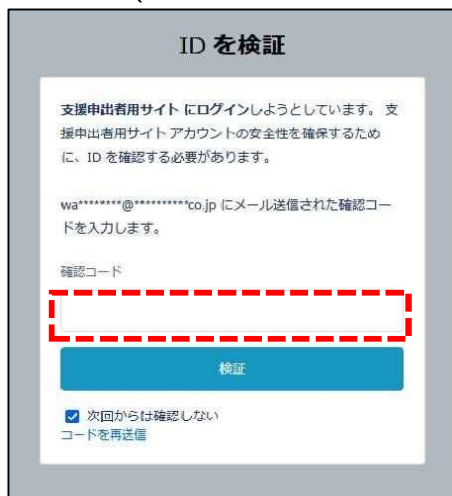 ID を検証
支援申出者用サイト にログインしようとしています。 支
援申出者用サイト アカウントの安全性を確保するため
に、ID を確認する必要があります。
wa********@**********co.jp にメール送信された確認コー
ドを入力します。
確認コード
検証
次回からは確認しない
コードを再送信